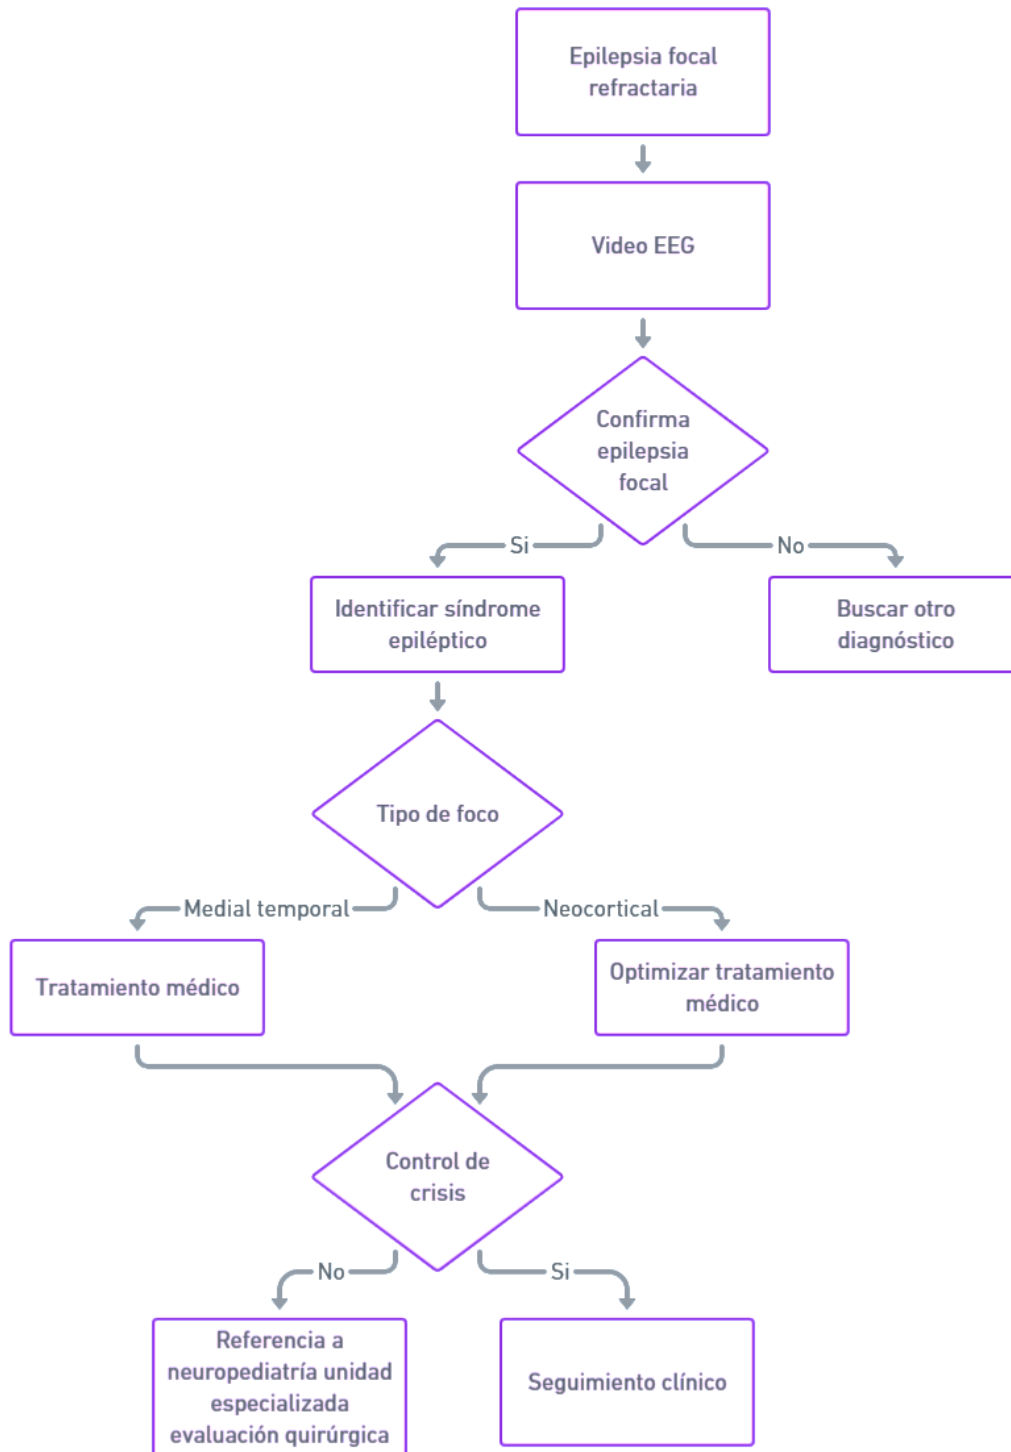 Epilepsia focal
refractaria
Video EEG
Confirma
epilepsia
focal
Si
No
Identificar síndrome
epiléptico
Buscar otro
diagnóstico
Tipo de foco
Medial temporal
Neocortical
Tratamiento médico
Optimizar tratamiento
médico
Control de
crisis
No
Si
Referencia a
neuropediatría unidad
especializada
evaluación quirúrgica
Seguimiento clínico